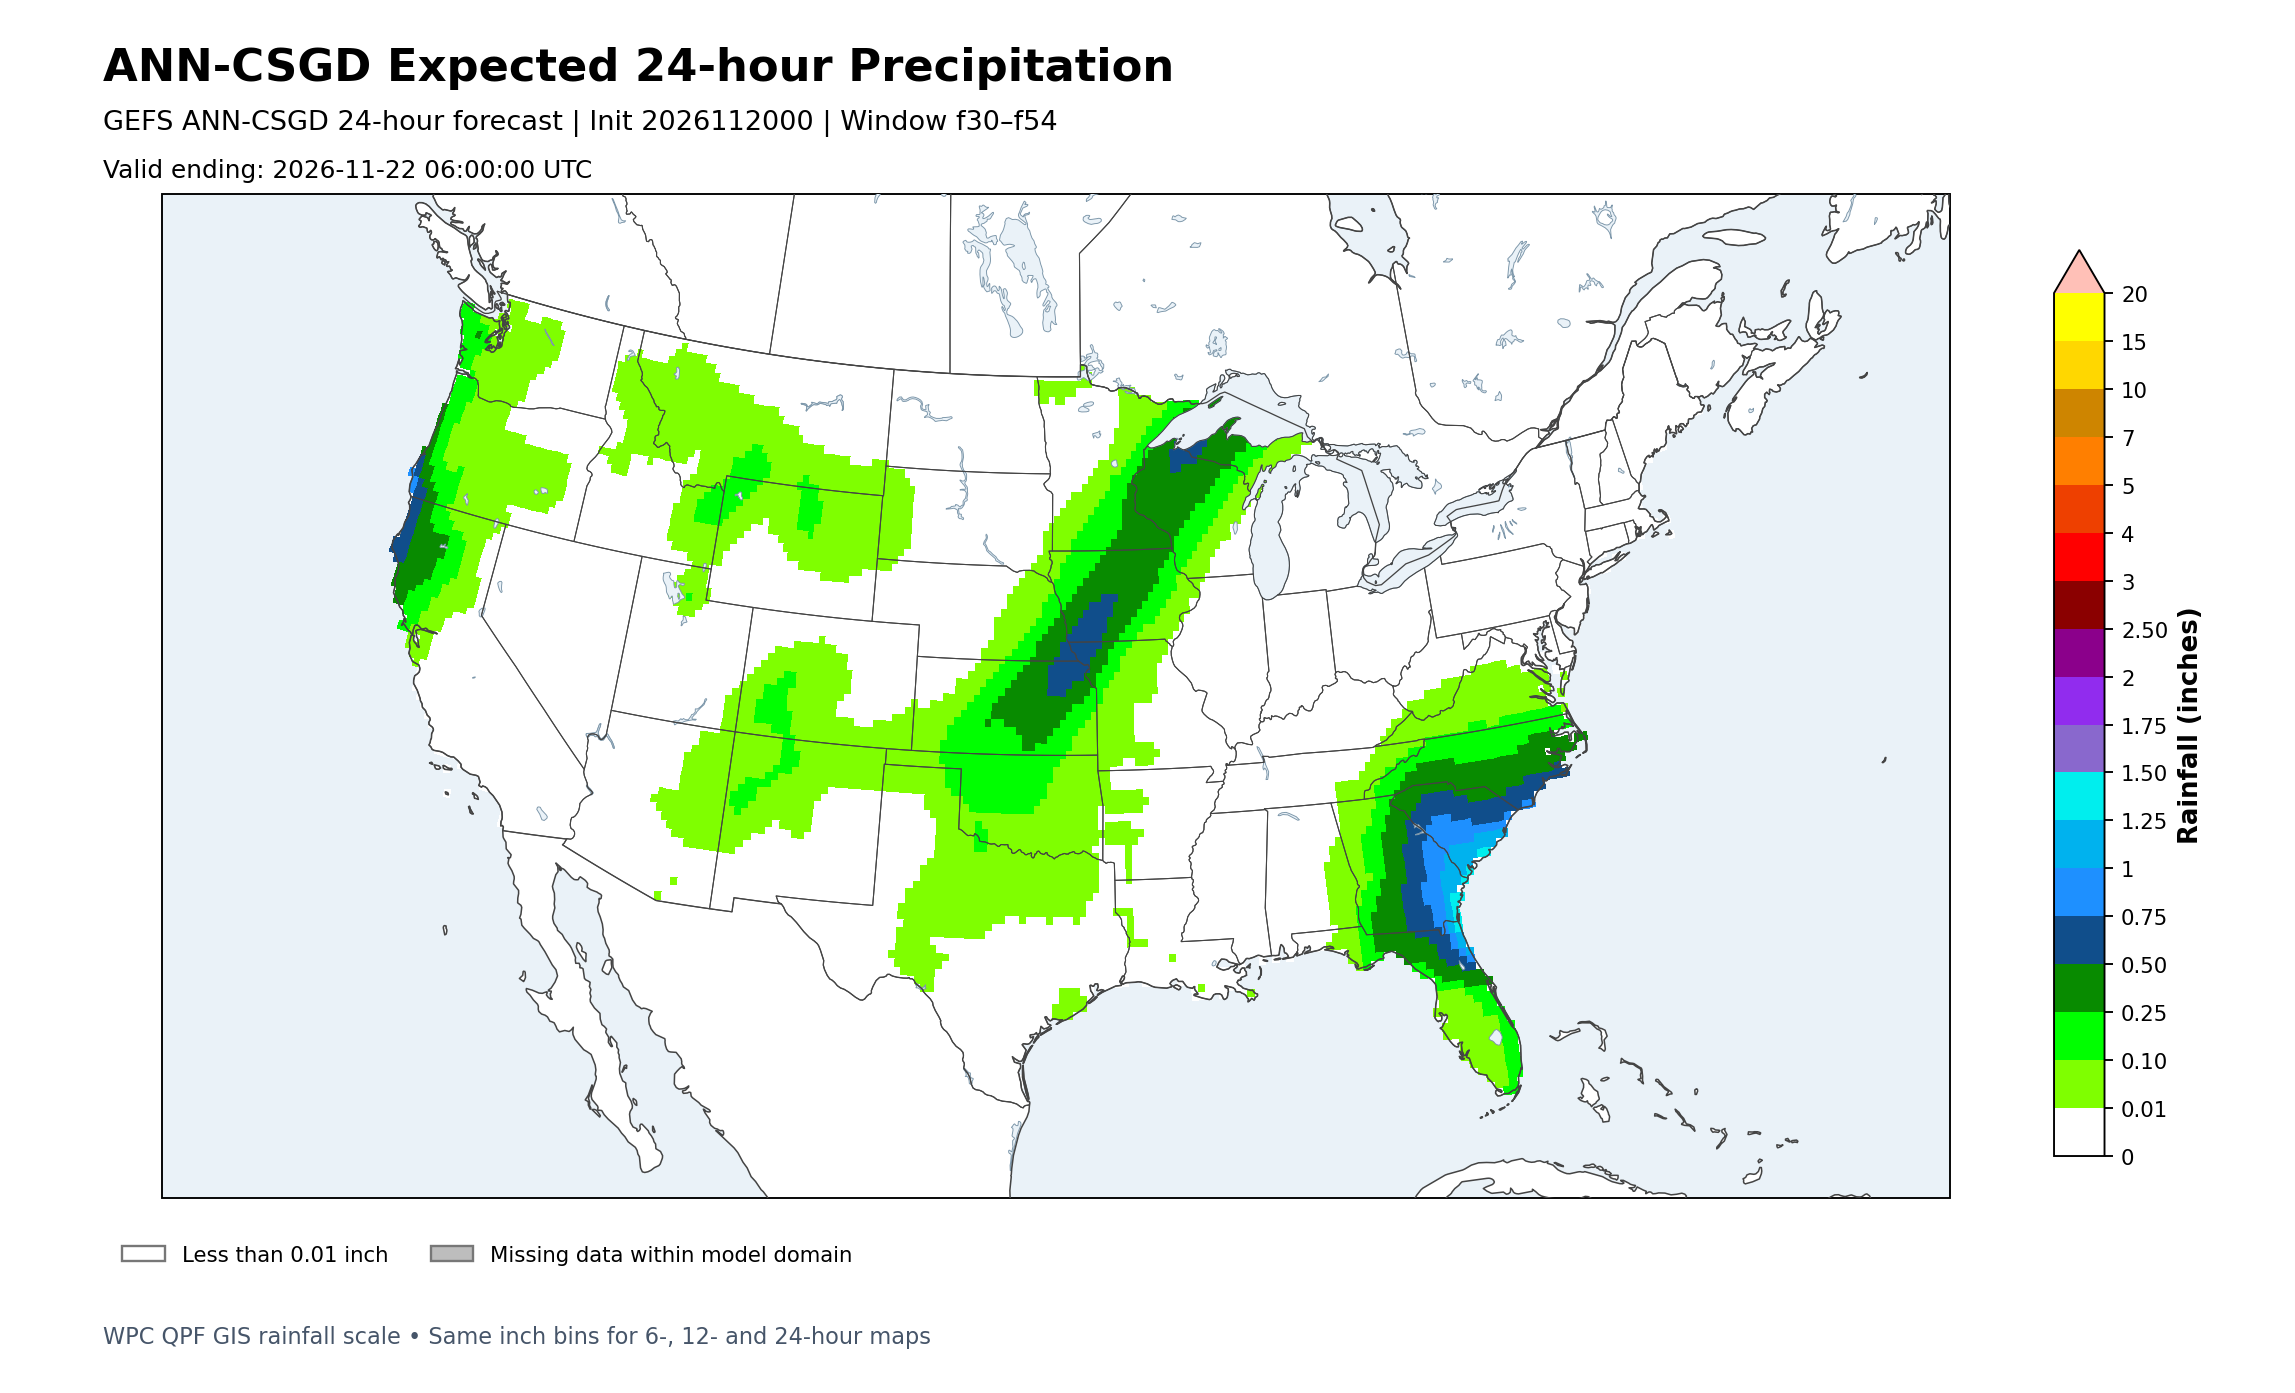 ANN-CSGD Expected 24-hour Precipitation
GEFS ANN-CSGD 24-hour forecast | Init 2026112000 | Window f30–f54
Valid ending: 2026-11-22 06:00:00 UTC
20
15
10
7
5
4
3
2.50
2
1.75
1.50
1.25
1
0.75
0.50
0.25
0.10
0.01
0
Rainfall (inches)
Less than 0.01 inch
Missing data within model domain
WPC QPF GIS rainfall scale • Same inch bins for 6-, 12- and 24-hour maps